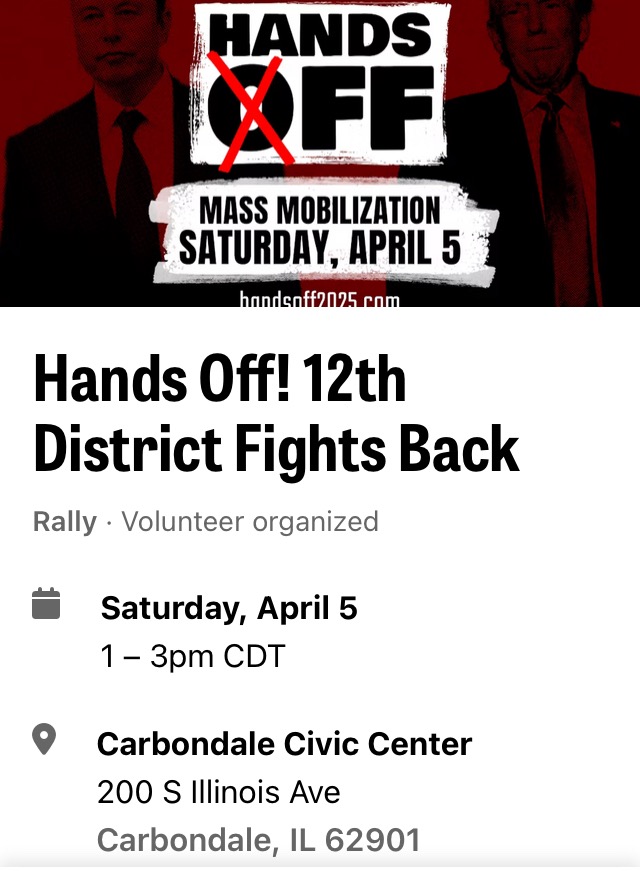 HANDS
OFF
MASS MOBILIZATION
SATURDAY, APRIL 5
handsoff2025.com
Hands Off! 12th
District Fights Back
Rally · Volunteer organized
Saturday, April 5
1 – 3pm CDT
Carbondale Civic Center
200 S Illinois Ave
Carbondale, IL 62901